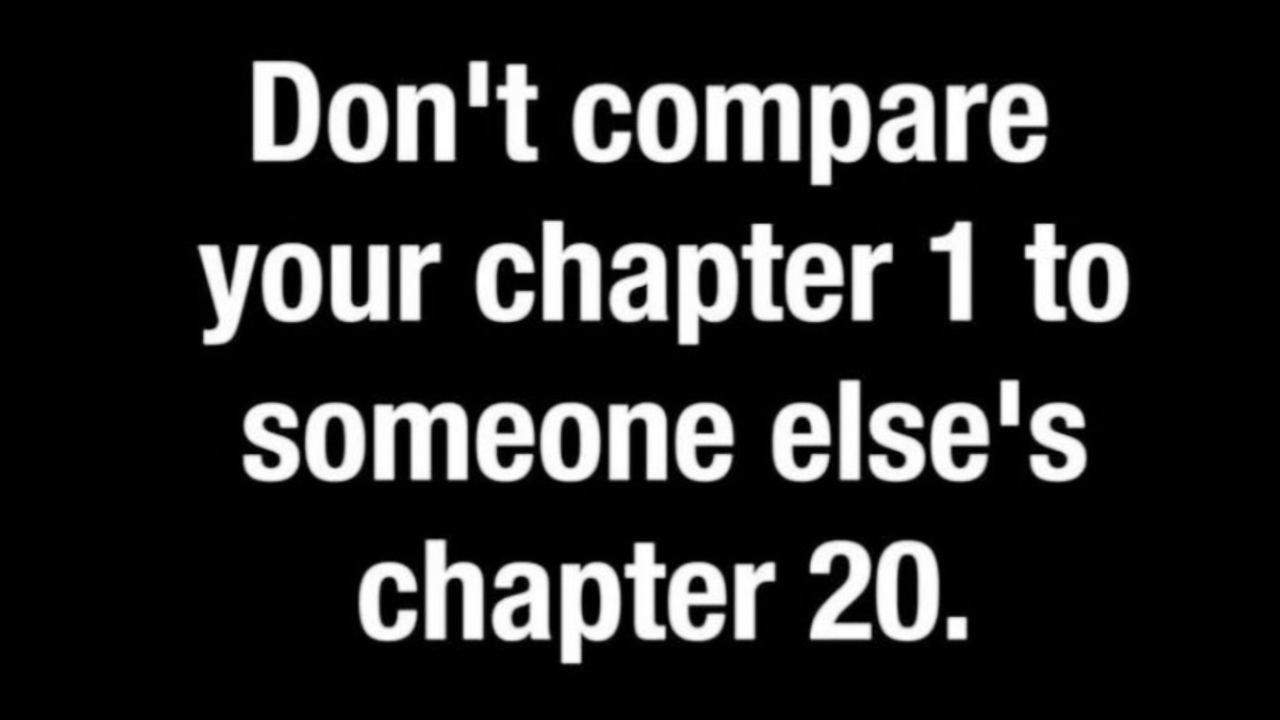 Don't compare
your chapter 1 to
someone else's
chapter 20.